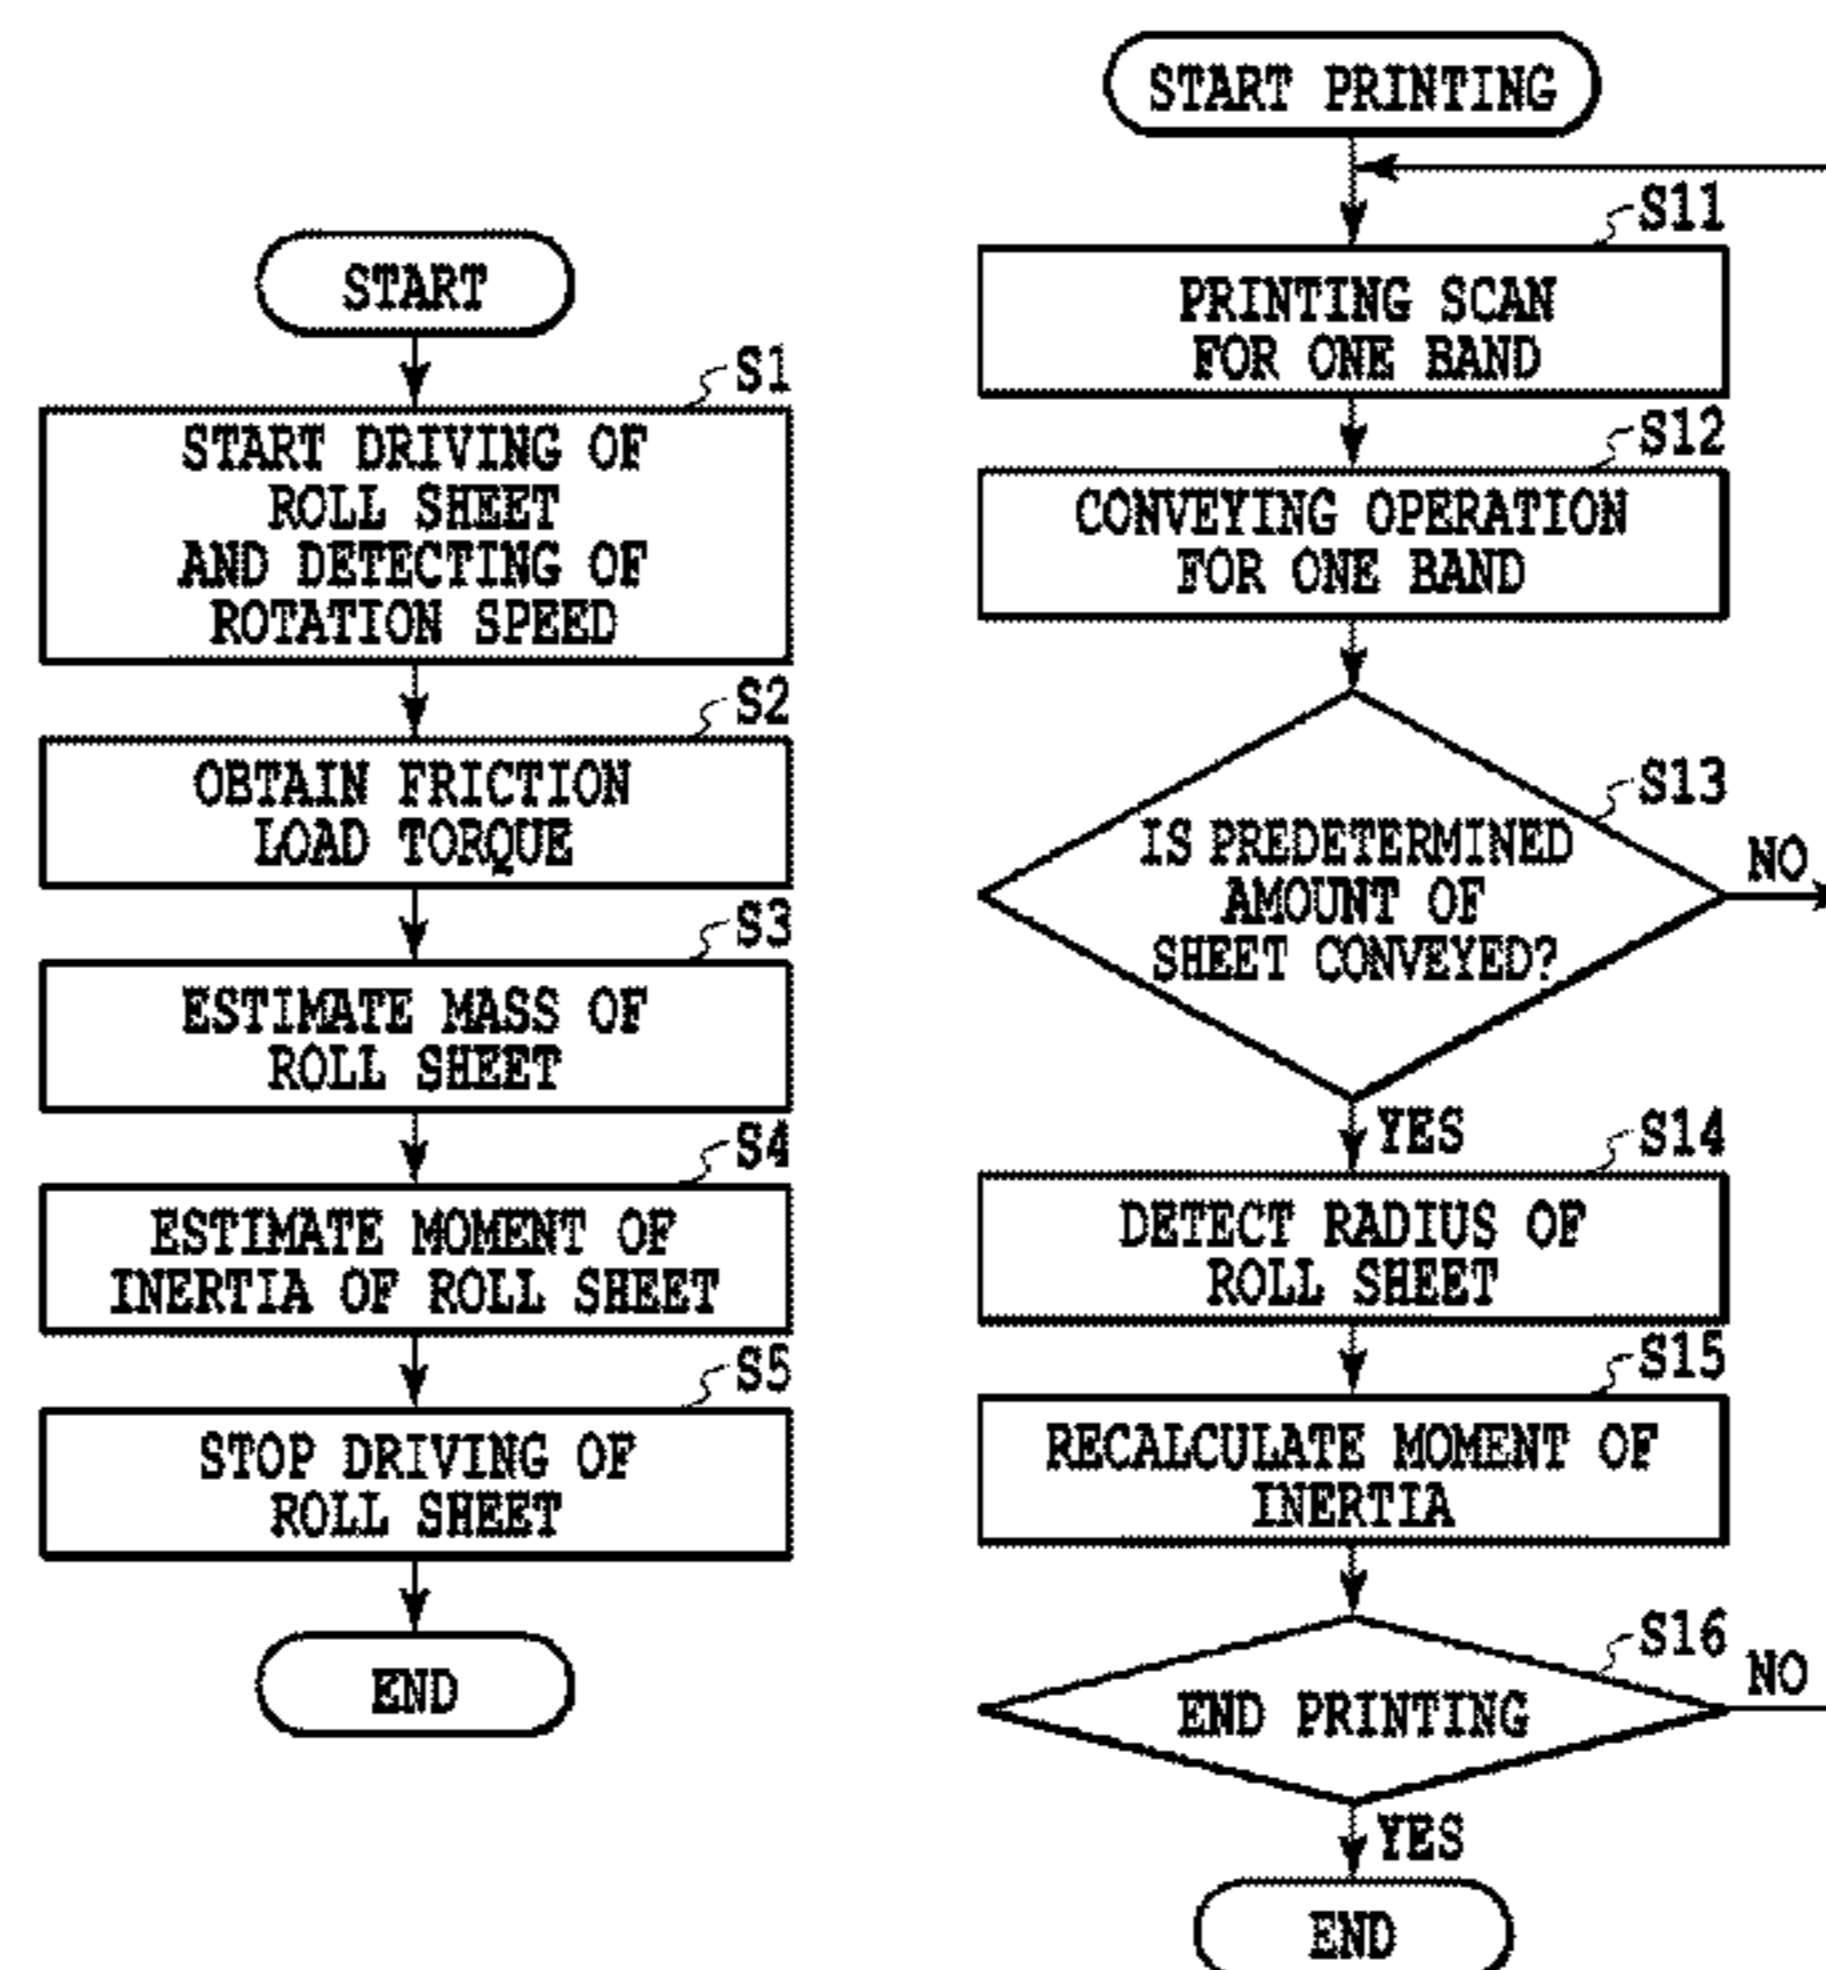 START
S1
START DRIVING OF
ROLL SHEET
AND DETECTING OF
ROTATION SPEED
S2
OBTAIN FRICTION
LOAD TORQUE
S3
ESTIMATE MASS OF
ROLL SHEET
S4
ESTIMATE MOMENT OF
INERTIA OF ROLL SHEET
S5
STOP DRIVING OF
ROLL SHEET
END
START PRINTING
S11
PRINTING SCAN
FOR ONE BAND
S12
CONVEYING OPERATION
FOR ONE BAND
S13
IS PREDETERMINED
AMOUNT OF
SHEET CONVEYED?
NO
YES
S14
DETECT RADIUS OF
ROLL SHEET
S15
RECALCULATE MOMENT OF
INERTIA
S16
END PRINTING
NO
YES
END